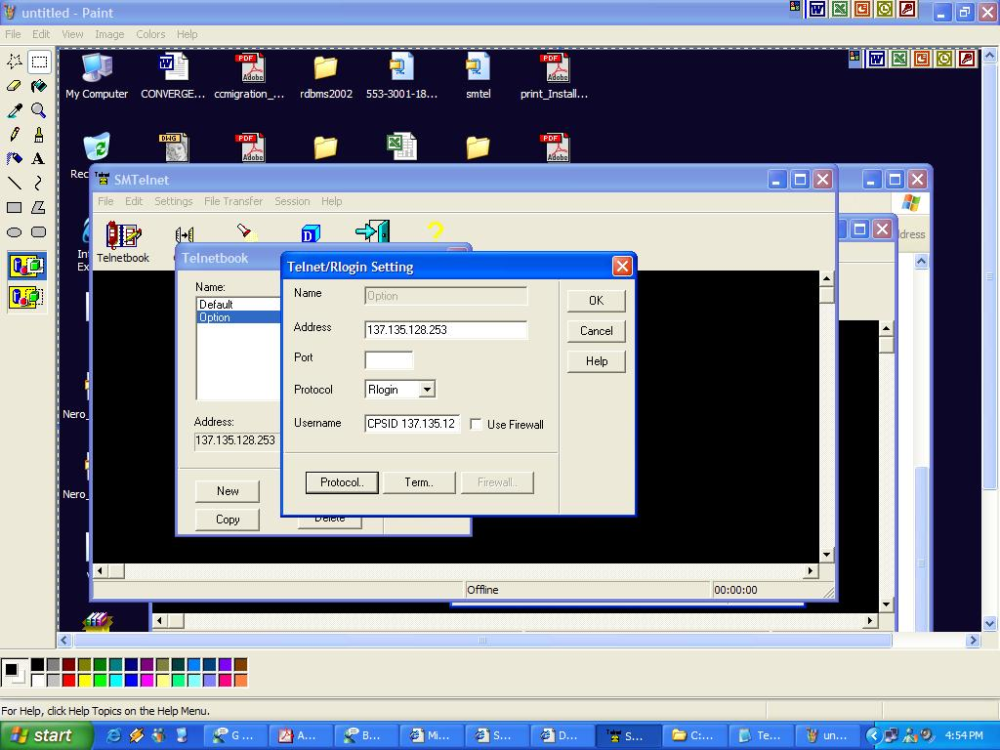 untitled - Paint
File Edit View Image Colors Help
My Computer CONVERGE... ccmigration_... rdbms2002 553-3001-18... smtel print_Install...
Rec
SMTelnet
File Edit Settings File Transfer Session Help
dress
Telnetbook
Int
Ex
Telnetbook
Name:
Default
Option
Address:
137.135.128.253
New
Copy
Delete
Telnet/Rlogin Setting
Name Option
Address 137.135.128.253
Port
Protocol Rlogin
Username CPSID 137.135.12 Use Firewall
OK
Cancel
Help
Protocol.. Term.. Firewall..
Nero_
Nero_
Offline 00:00:00
For Help, click Help Topics on the Help Menu.
start G ... A... B... Mi... S... D... S... C:... Te... un... 4:54 PM